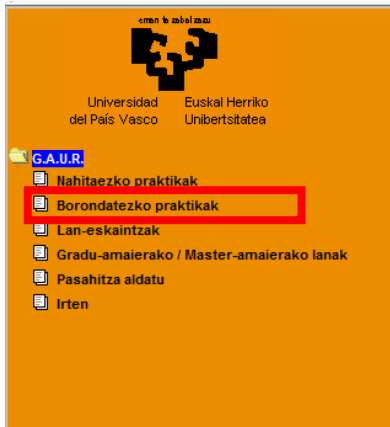 eman ta zabal zazu
Universidad Euskal Herriko
del País Vasco Unibertsitatea
G.A.U.R.
Nahitaezko praktikak
Borondatezko praktikak
Lan-eskaintzak
Gradu-amaierako / Master-amaierako lanak
Pasahitza aldatu
Irten